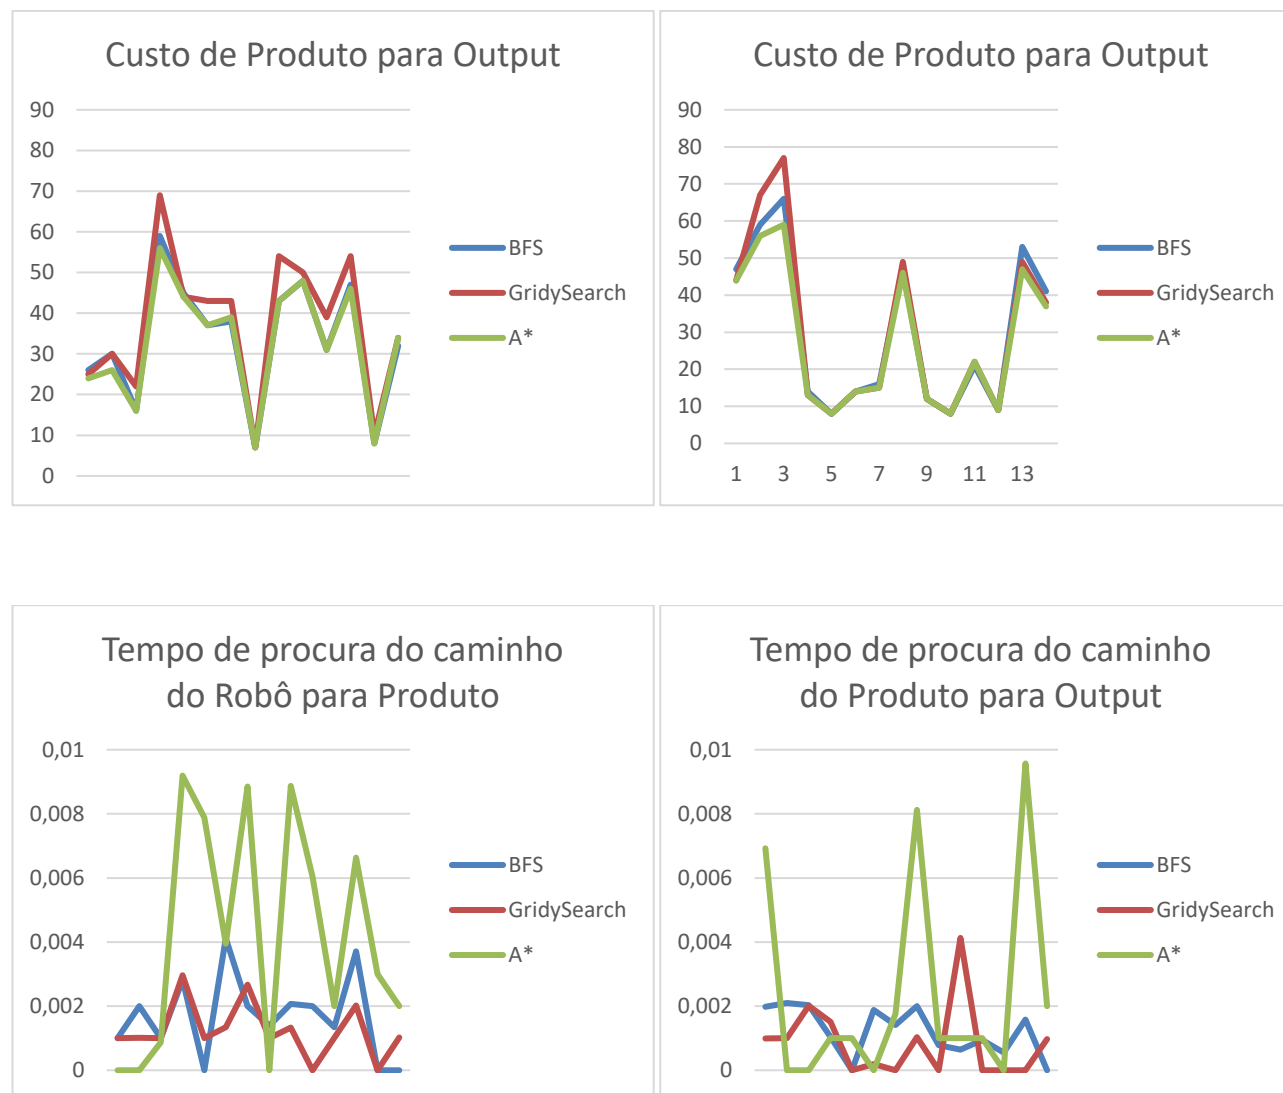 Custo de Produto para Output
90
80
70
60
50
40
30
20
10
0
BFS
GridySearch
A*
Custo de Produto para Output
90
80
70
60
50
40
30
20
10
0
1 3 5 7 9 11 13
BFS
GridySearch
A*
Tempo de procura do caminho
do Robô para Produto
0,01
0,008
0,006
0,004
0,002
0
BFS
GridySearch
A*
Tempo de procura do caminho
do Produto para Output
0,01
0,008
0,006
0,004
0,002
0
BFS
GridySearch
A*